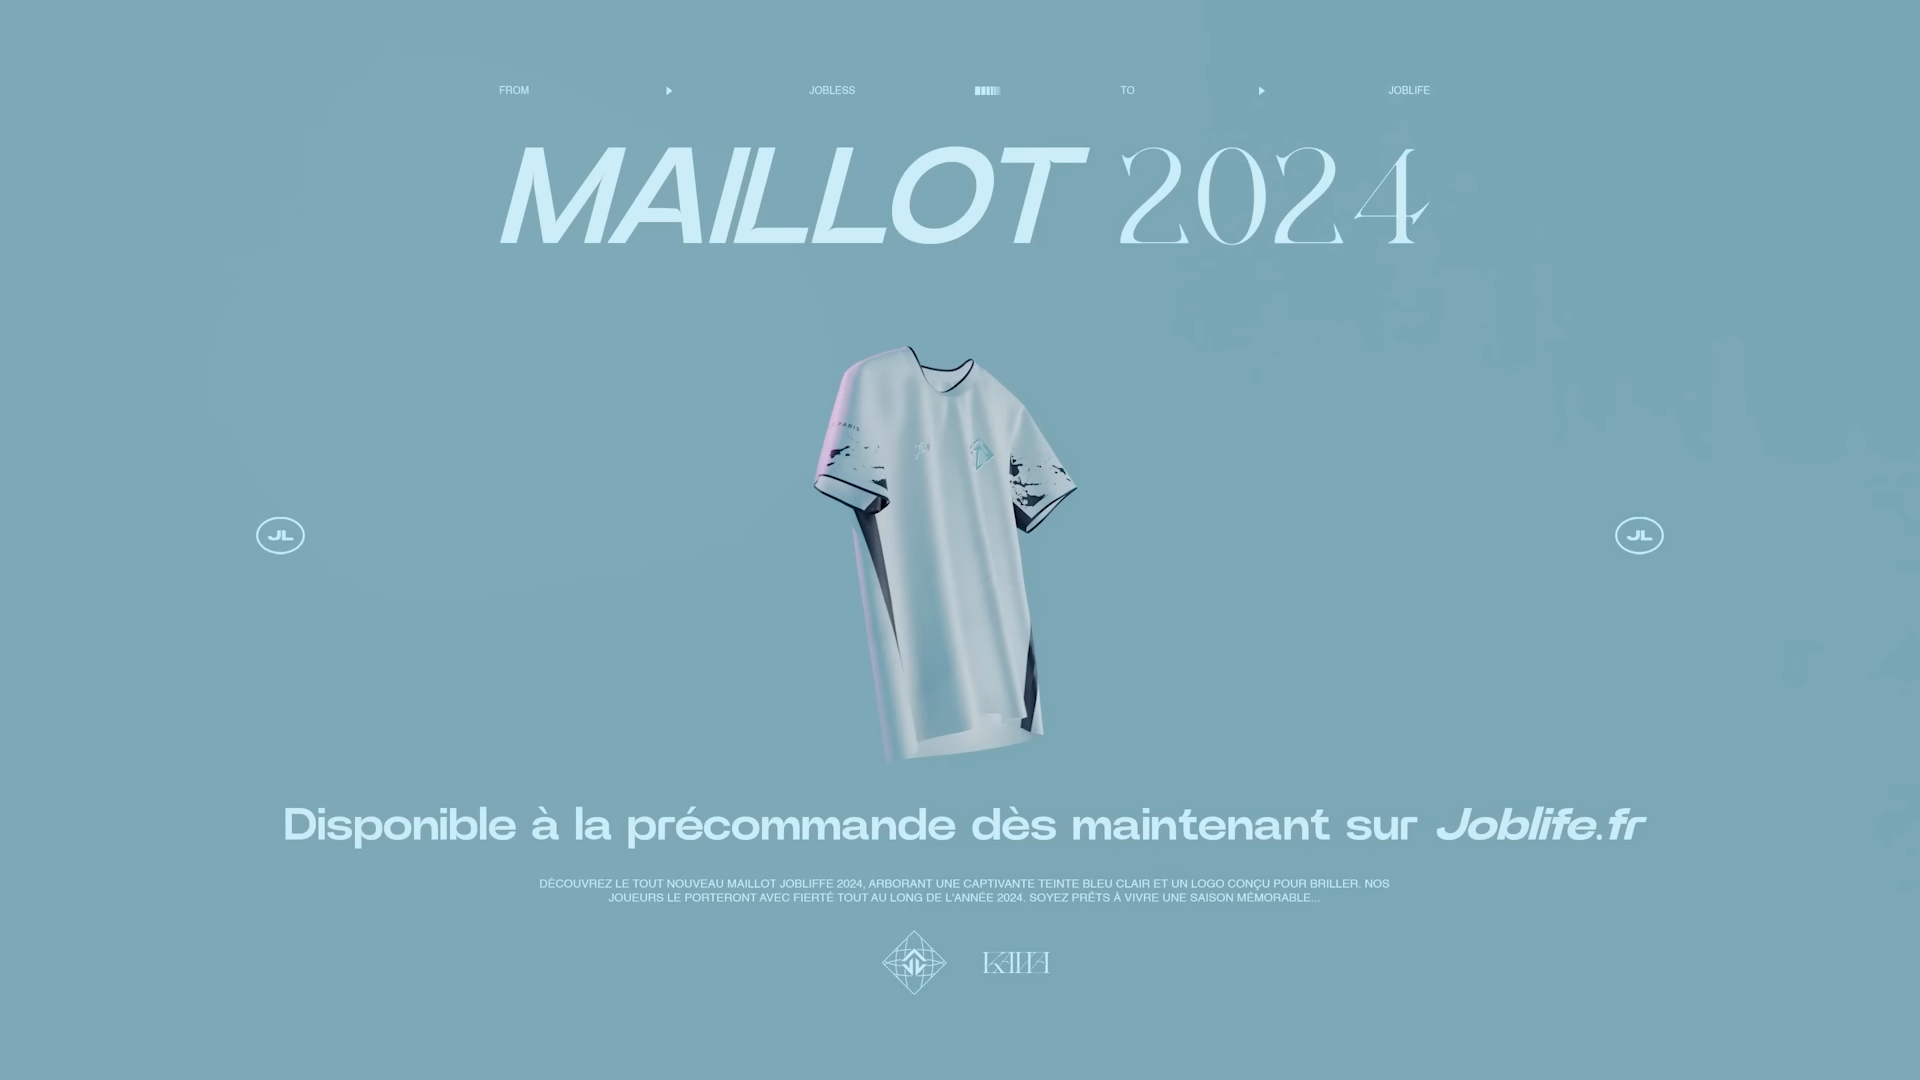 FROM JOBLESS TO JOBLIFE
MAILLOT 2024
PARIS
JL JL
Disponible à la précommande dès maintenant sur Joblife.fr
DÉCOUVREZ LE TOUT NOUVEAU MAILLOT JOBLIFFE 2024, ARBORANT UNE CAPTIVANTE TEINTE BLEU CLAIR ET UN LOGO CONÇU POUR BRILLER. NOS
JOUEURS LE PORTERONT AVEC FIERTÉ TOUT AU LONG DE L'ANNÉE 2024. SOYEZ PRÊTS À VIVRE UNE SAISON MÉMORABLE...
JL